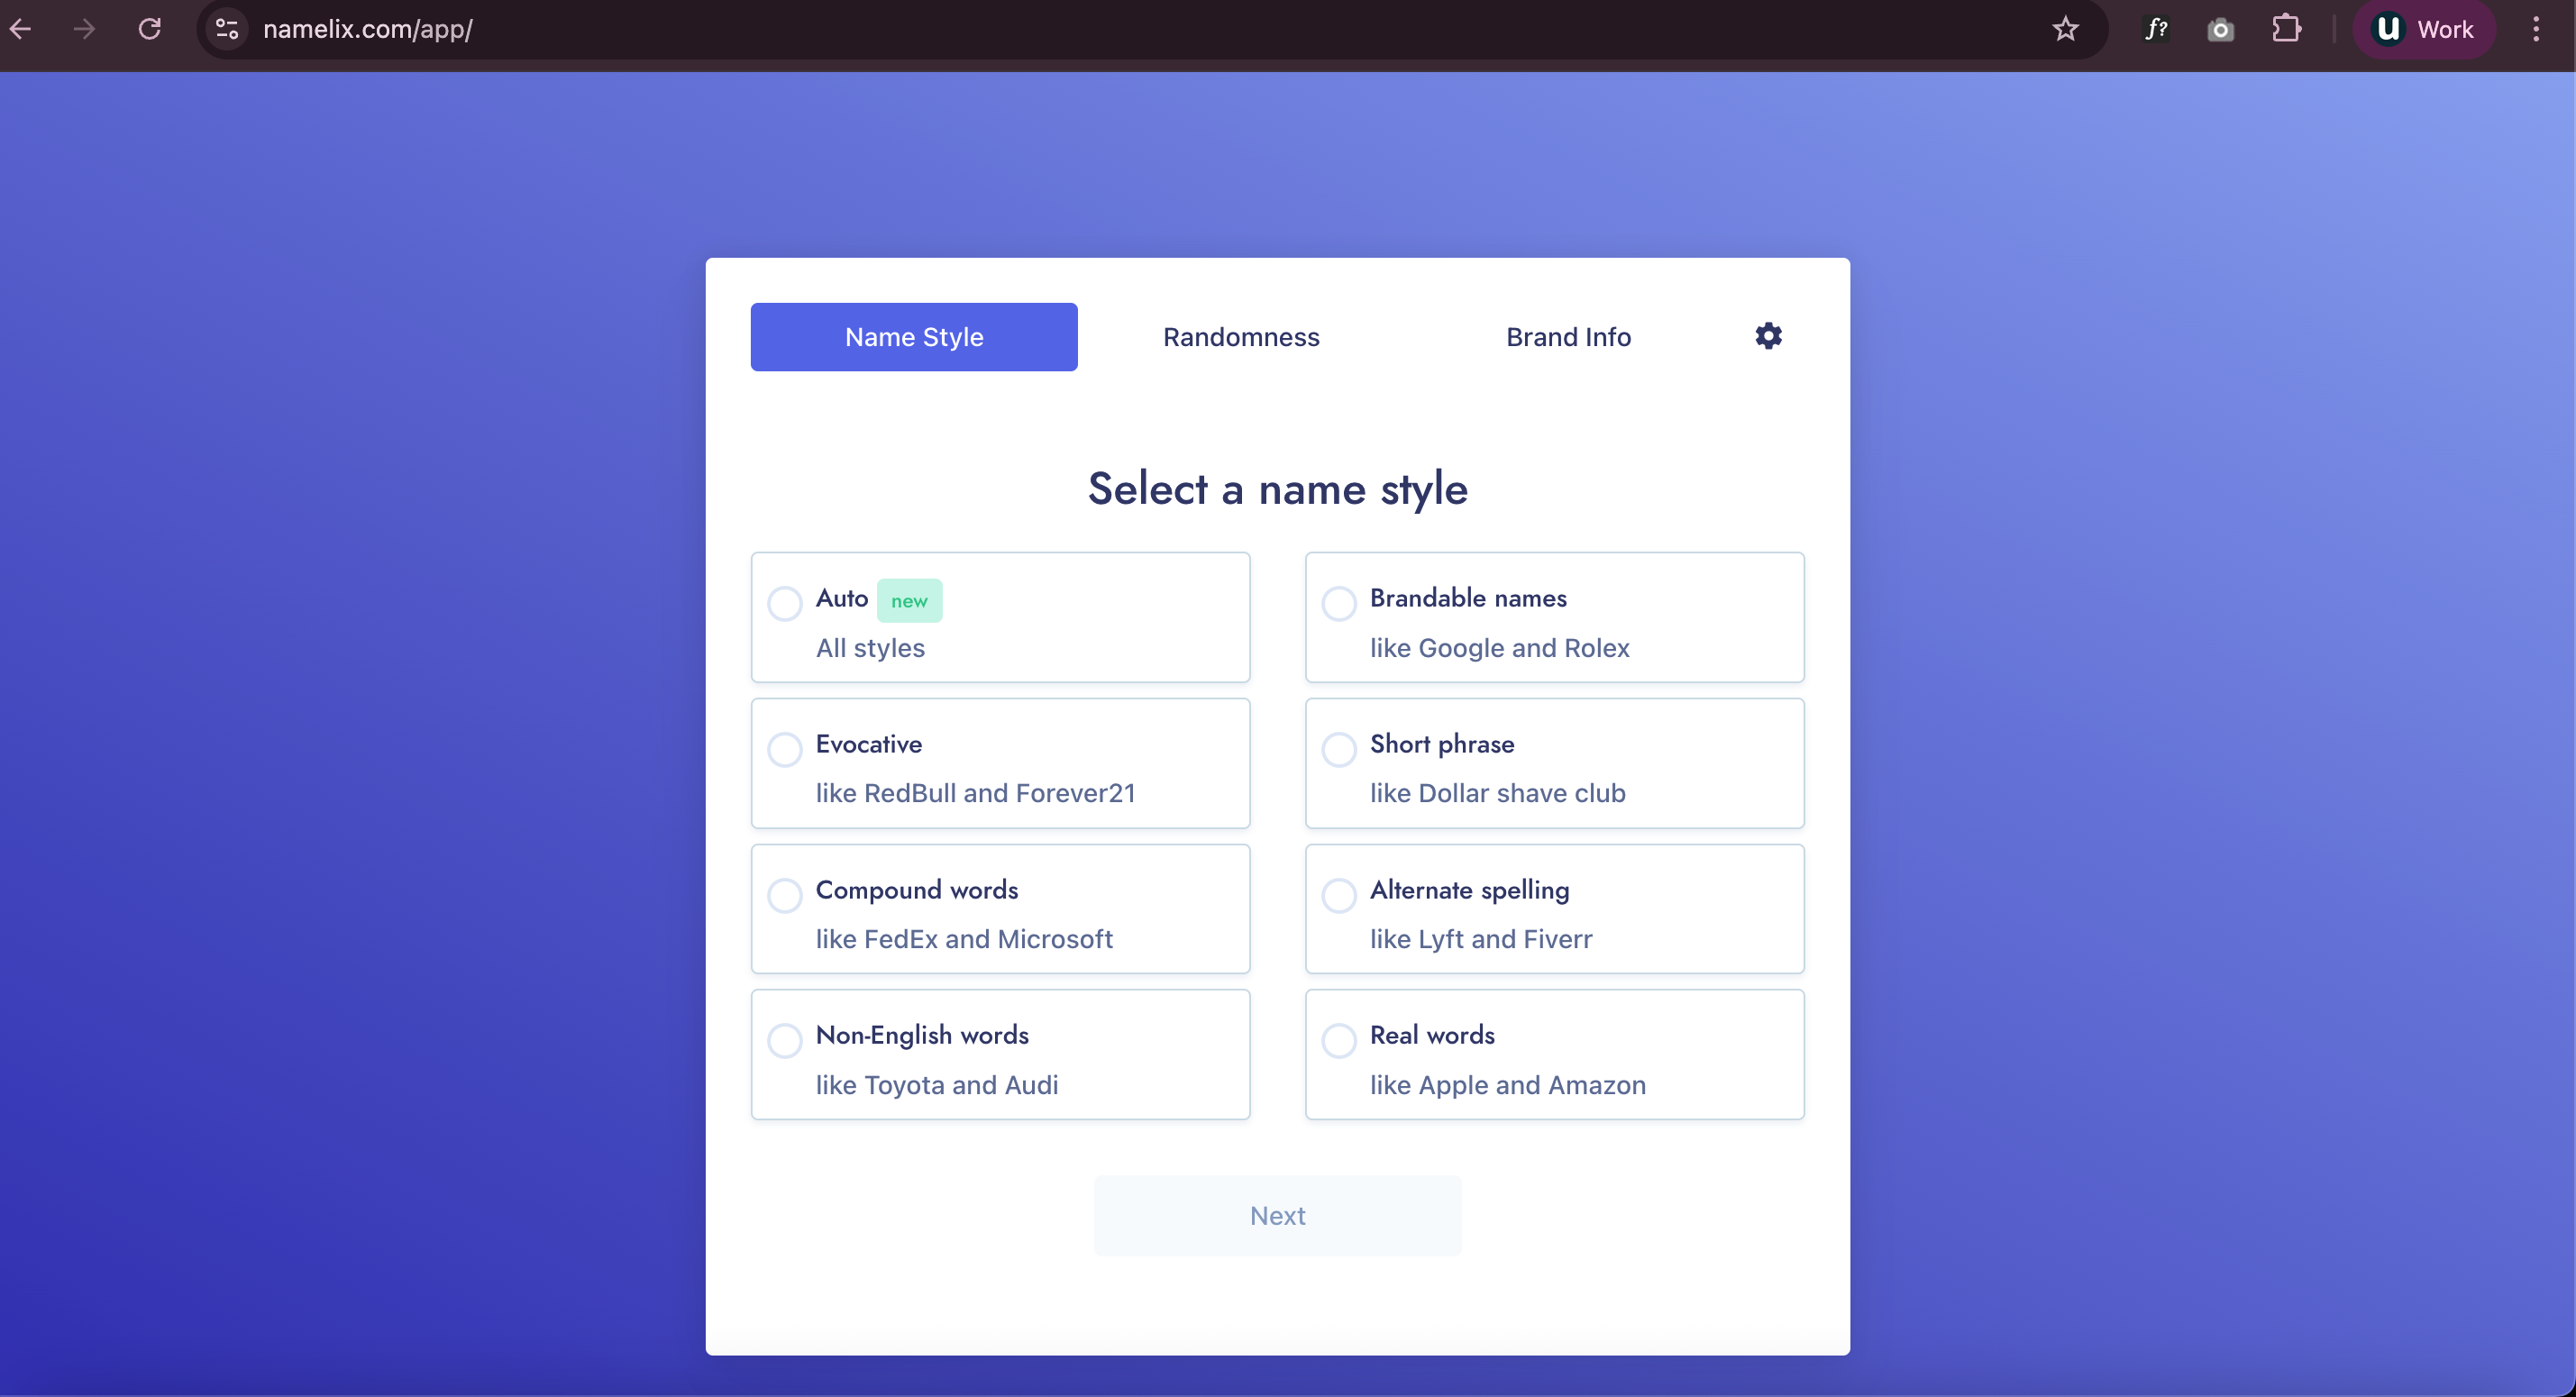 namelix.com/app/
f?
u Work
Name Style Randomness Brand Info
Select a name style
Auto new
All styles
Brandable names
like Google and Rolex
Evocative
like RedBull and Forever21
Short phrase
like Dollar shave club
Compound words
like FedEx and Microsoft
Alternate spelling
like Lyft and Fiverr
Non-English words
like Toyota and Audi
Real words
like Apple and Amazon
Next